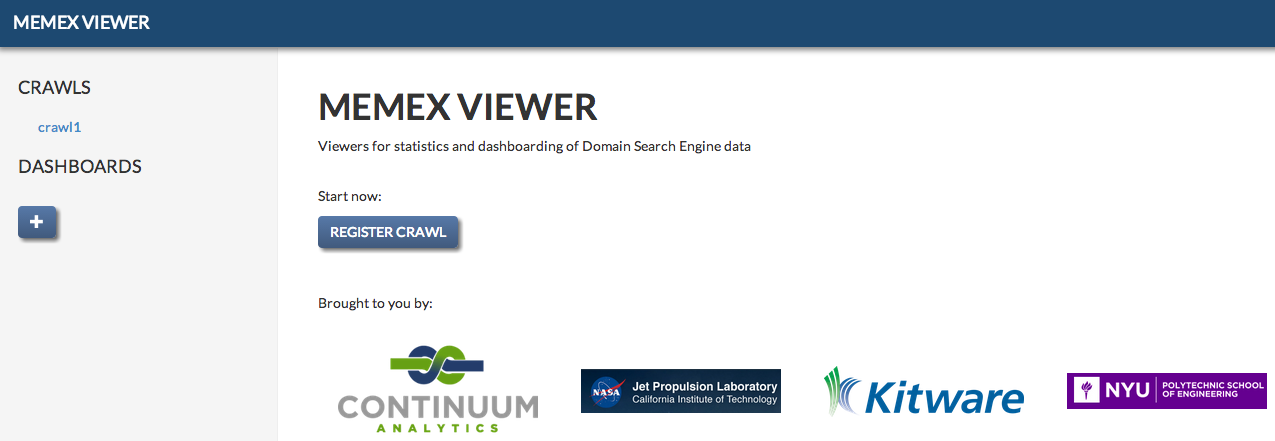 MEMEX VIEWER
CRAWLS
crawl1
DASHBOARDS
+
MEMEX VIEWER
Viewers for statistics and dashboarding of Domain Search Engine data
Start now:
REGISTER CRAWL
Brought to you by:
CONTINUUM
ANALYTICS
NASA
Jet Propulsion Laboratory
California Institute of Technology
Kitware
NYU
POLYTECHNIC SCHOOL
OF ENGINEERING